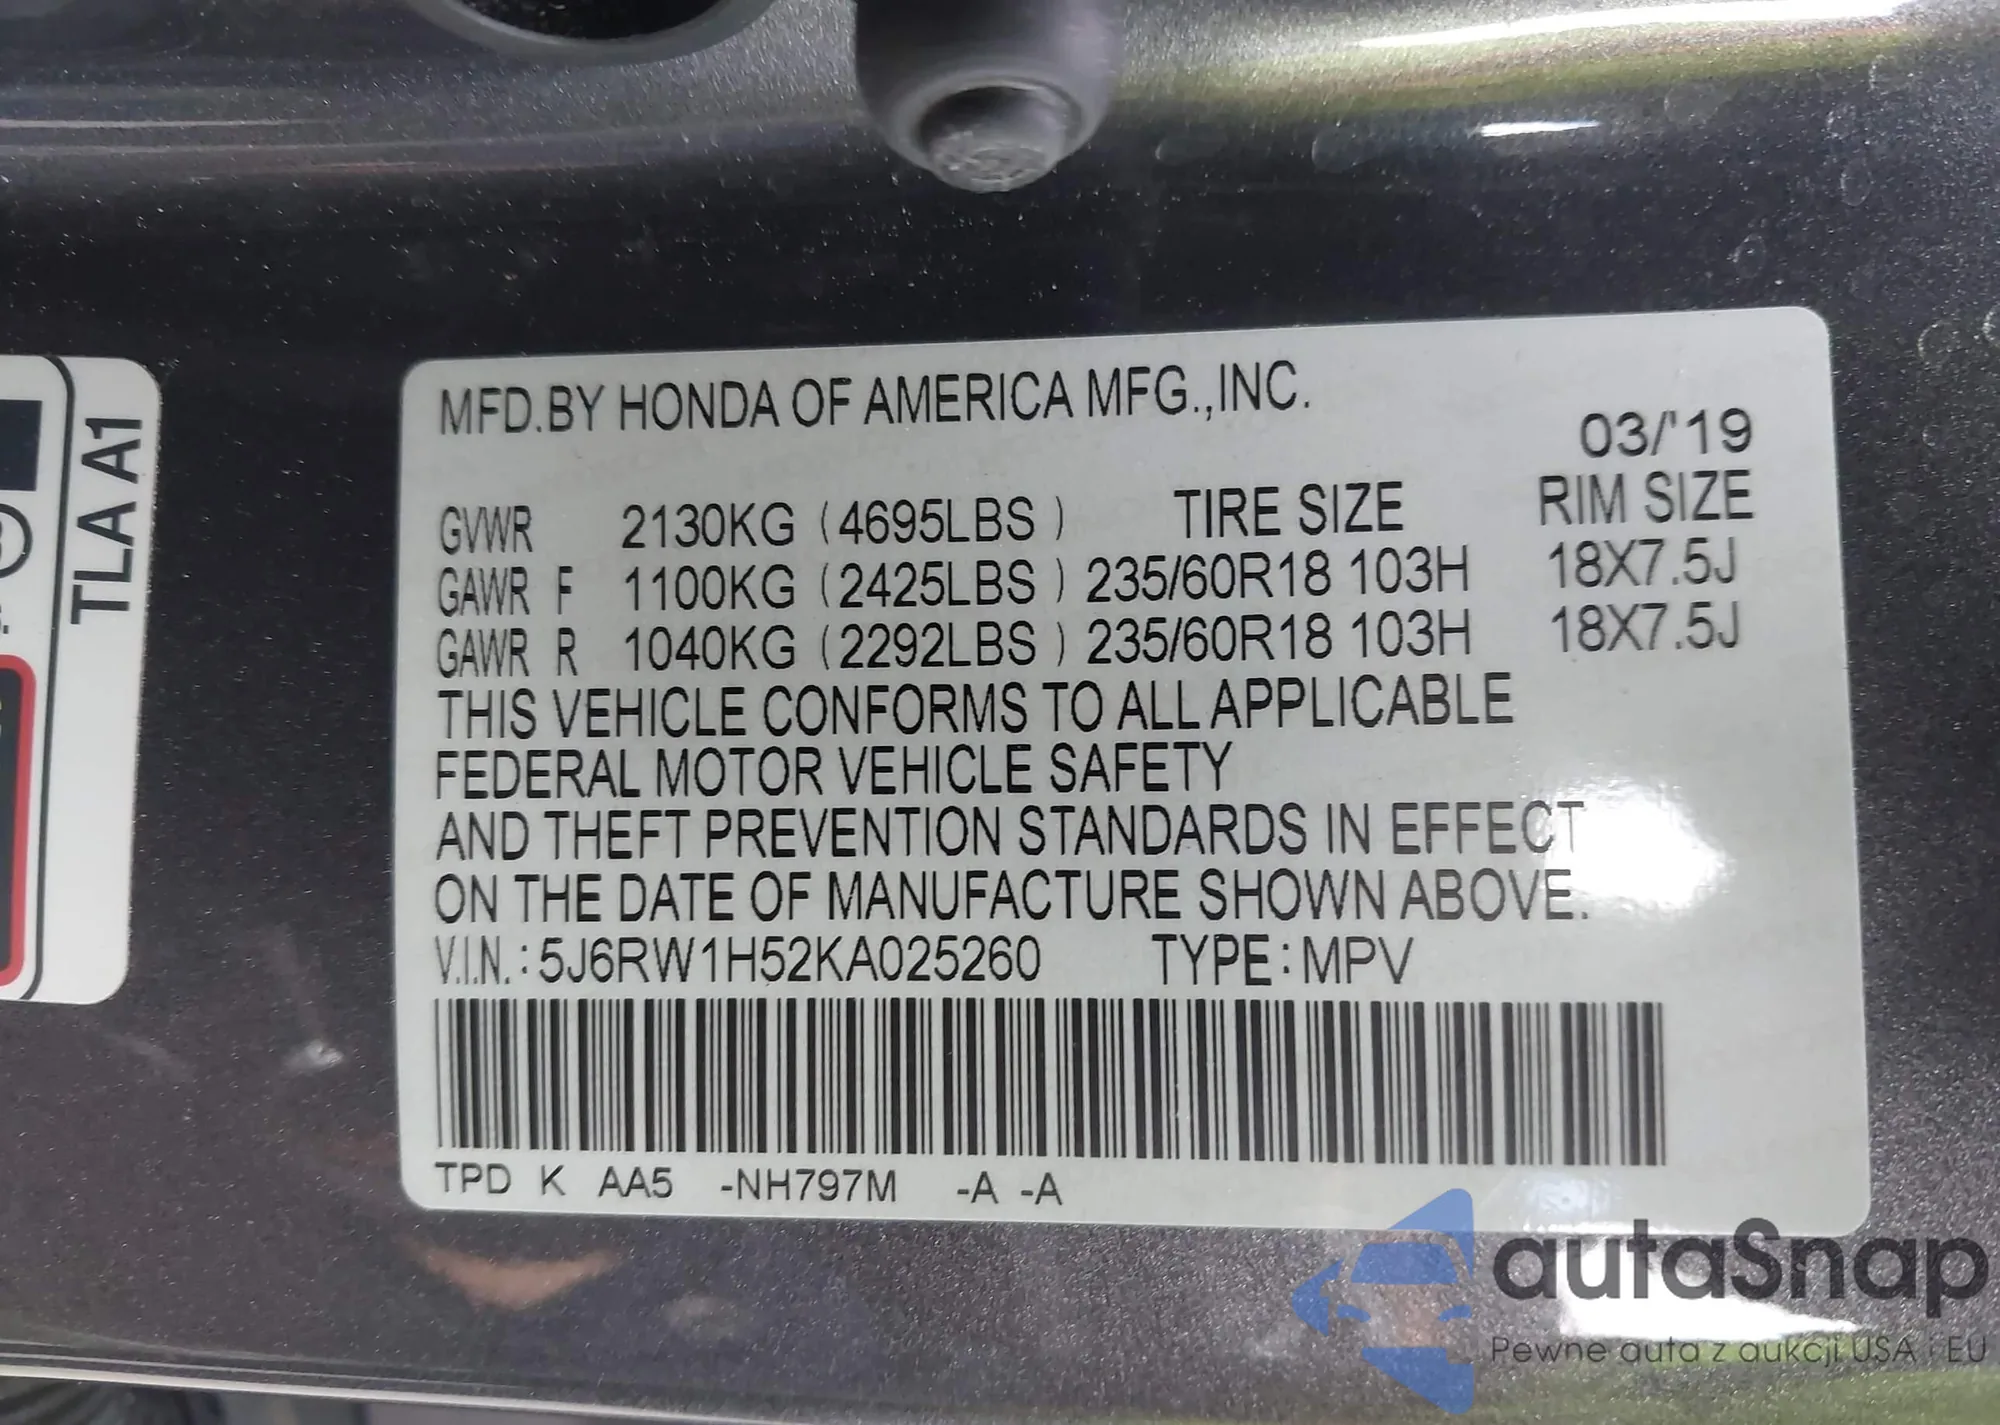 MFD.BY HONDA OF AMERICA MFG.,INC.
03/'19
GVWR 2130KG (4695LBS ) TIRE SIZE RIM SIZE
GAWR F 1100KG (2425LBS ) 235/60R18 103H 18X7.5J
GAWR R 1040KG (2292LBS ) 235/60R18 103H 18X7.5J
THIS VEHICLE CONFORMS TO ALL APPLICABLE
FEDERAL MOTOR VEHICLE SAFETY
AND THEFT PREVENTION STANDARDS IN EFFECT
ON THE DATE OF MANUFACTURE SHOWN ABOVE.
V.I.N.: 5J6RW1H52KA025260 TYPE: MPV
TPD K AA5 -NH797M -A -A
TLA A1
autaSnap
Pewne auta z aukcji USA i EU